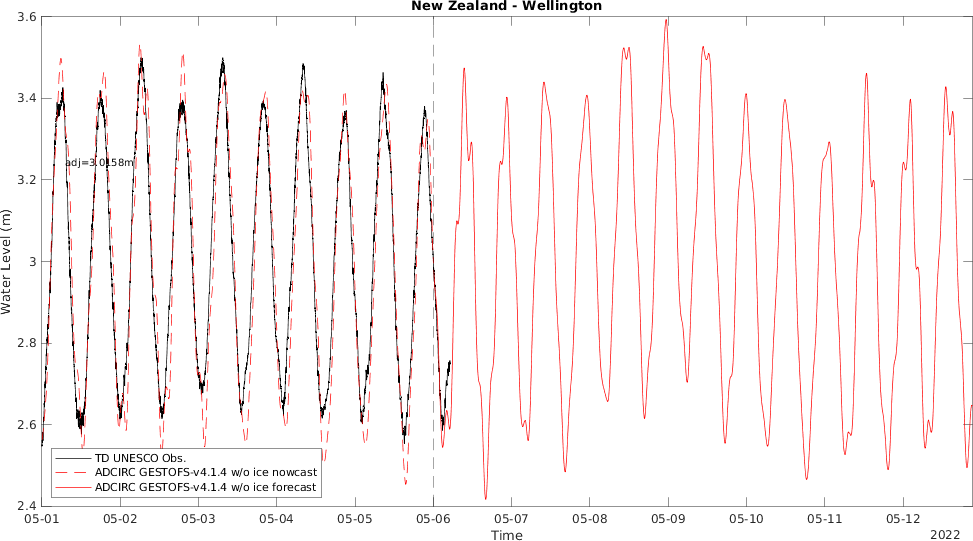 New Zealand - Wellington
3.6
3.4
3.2
3
2.8
2.6
2.4
Water Level (m)
adj=3.0158m
TD UNESCO Obs.
ADCIRC GESTOFS-v4.1.4 w/o ice nowcast
ADCIRC GESTOFS-v4.1.4 w/o ice forecast
05-01 05-02 05-03 05-04 05-05 05-06 05-07 05-08 05-09 05-10 05-11 05-12
Time
2022